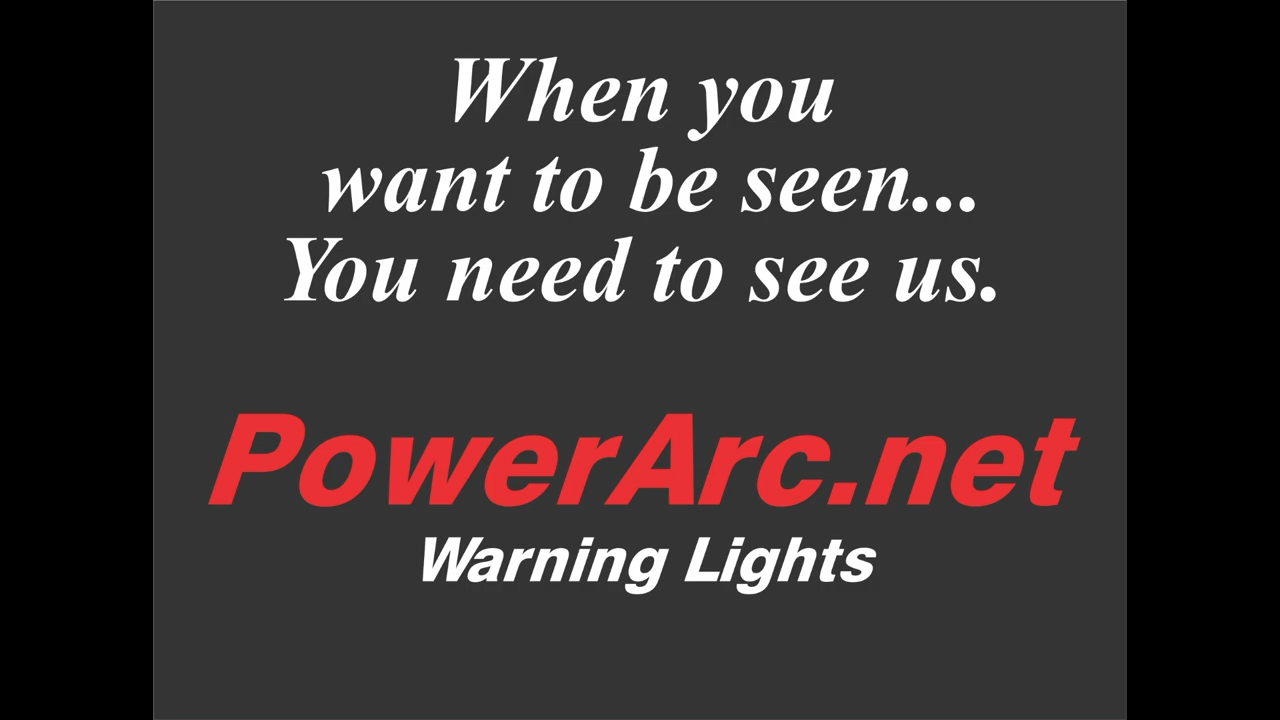 When you
want to be seen...
You need to see us.
PowerArc.net
Warning Lights